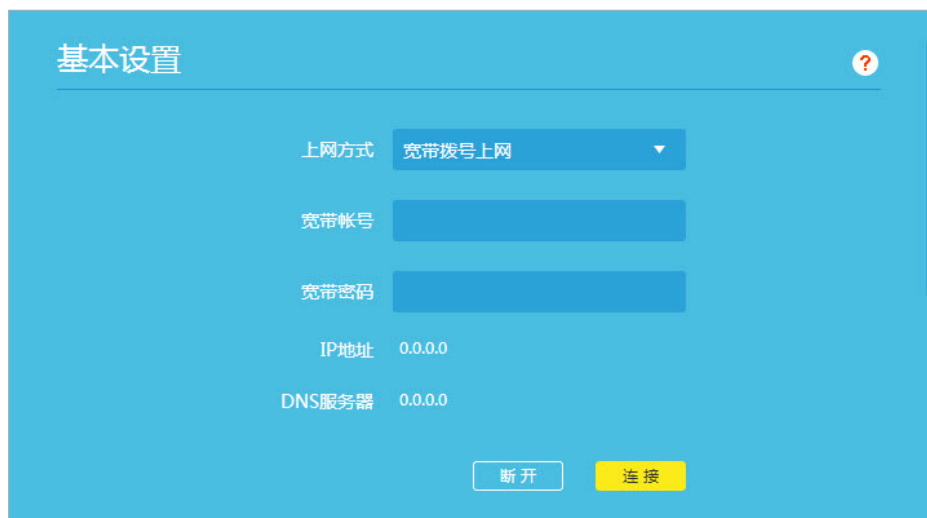 基本设置
?
上网方式 宽带拨号上网
宽带帐号
宽带密码
IP地址 0.0.0.0
DNS服务器 0.0.0.0
断开 连接